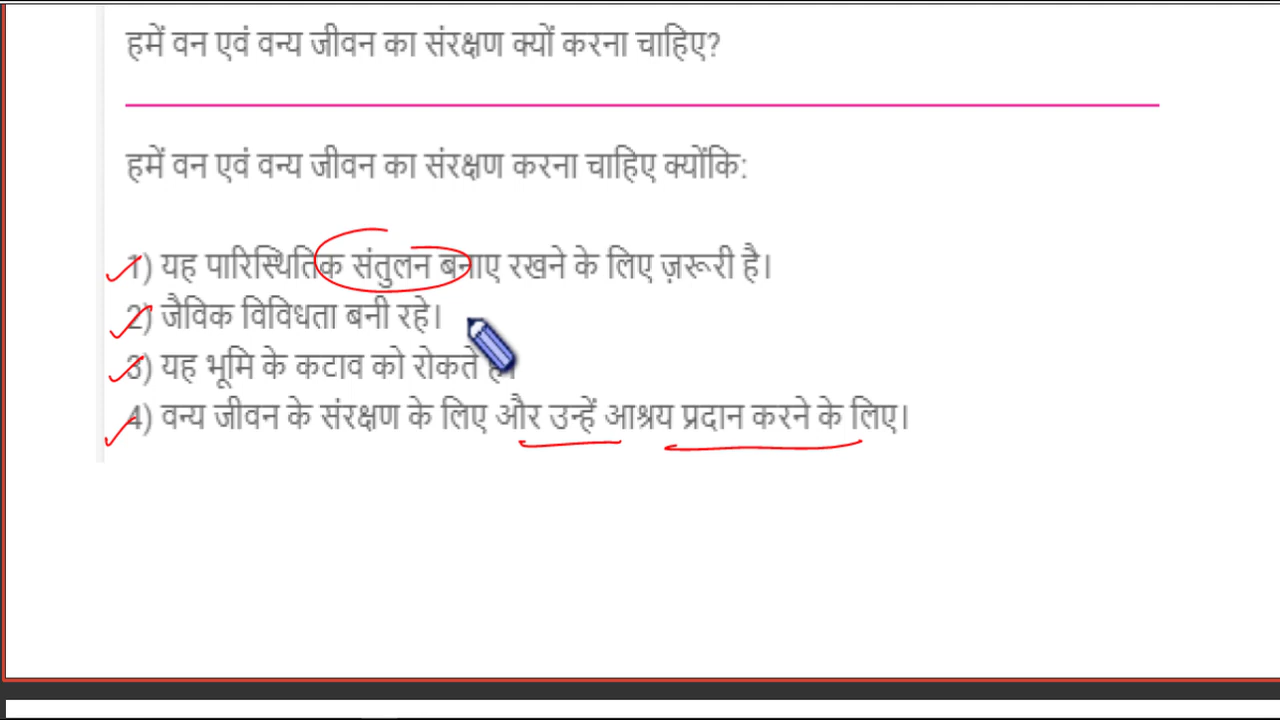 हमें वन एवं वन्य जीवन का संरक्षण क्यों करना चाहिए?
हमें वन एवं वन्य जीवन का संरक्षण करना चाहिए क्योंकि:
1) यह पारिस्थितिक संतुलन बनाए रखने के लिए ज़रूरी है।
2) जैविक विविधता बनी रहे।
3) यह भूमि के कटाव को रोकते
4) वन्य जीवन के संरक्षण के लिए और उन्हें आश्रय प्रदान करने के लिए।